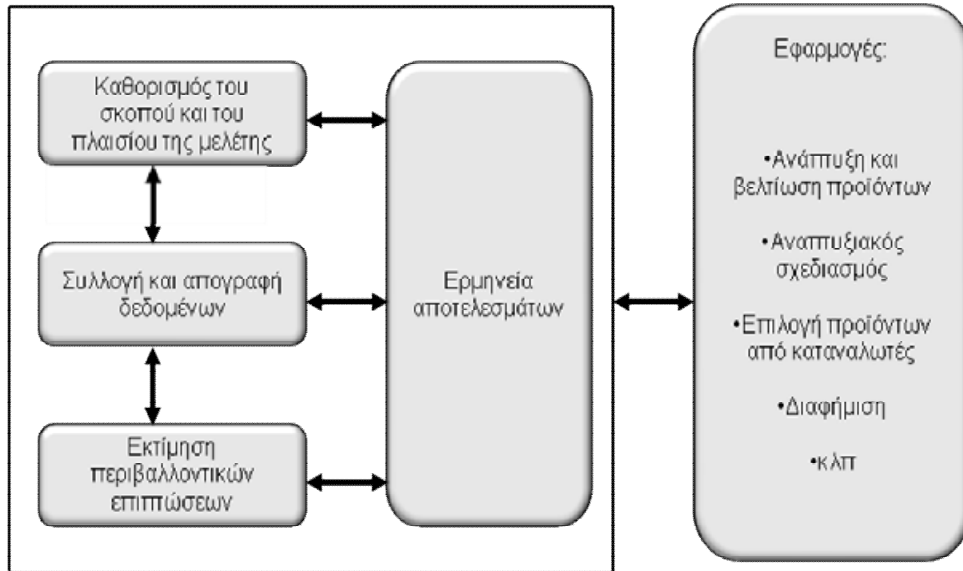 Καθορισμός του
σκοπού και του
πλαισίου της μελέτης
Συλλογή και απογραφή
δεδομένων
Εκτίμηση
περιβαλλοντικών
επιπτώσεων
Ερμηνεία
αποτελεσμάτων
Εφαρμογές:
•Ανάπτυξη και
βελτίωση προϊόντων
•Αναπτυξιακός
σχεδιασμός
•Επιλογή προϊόντων
από καταναλωτές
•Διαφήμιση
•κλπ